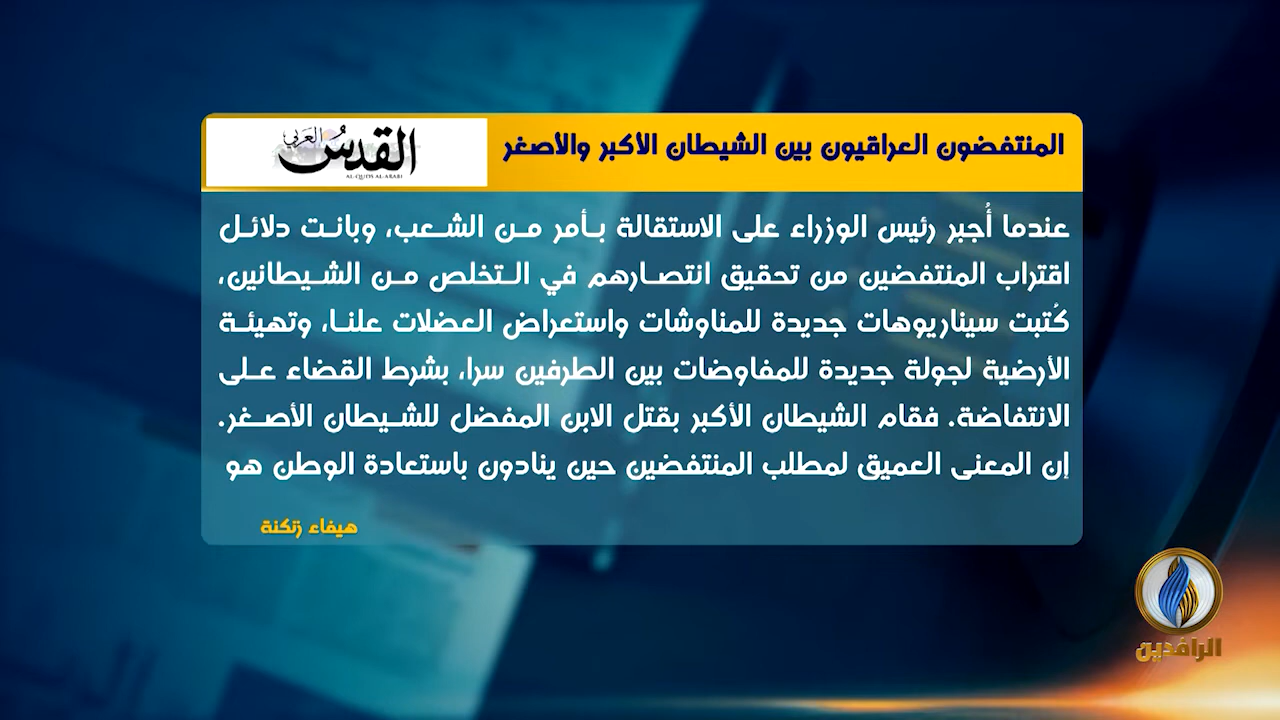 المنتفضون العراقيون بين الشيطان الأكبر والأصغر
القدس العربي
AL-QUDS AL-ARABI
عندما أُجبر رئيس الوزراء على الاستقالة بأمر من الشعب، وبانت دلائل
اقتراب المنتفضين من تحقيق انتصارهم في التخلص من الشيطانين،
كُتبت سيناريوهات جديدة للمناوشات واستعراض العضلات علنا، وتهيئة
الأرضية لجولة جديدة للمفاوضات بين الطرفين سرا، بشرط القضاء على
الانتفاضة. فقام الشيطان الأكبر بقتل الابن المفضل للشيطان الأصغر.
إن المعنى العميق لمطلب المنتفضين حين ينادون باستعادة الوطن هو
هيفاء زنكنة
الرافدين